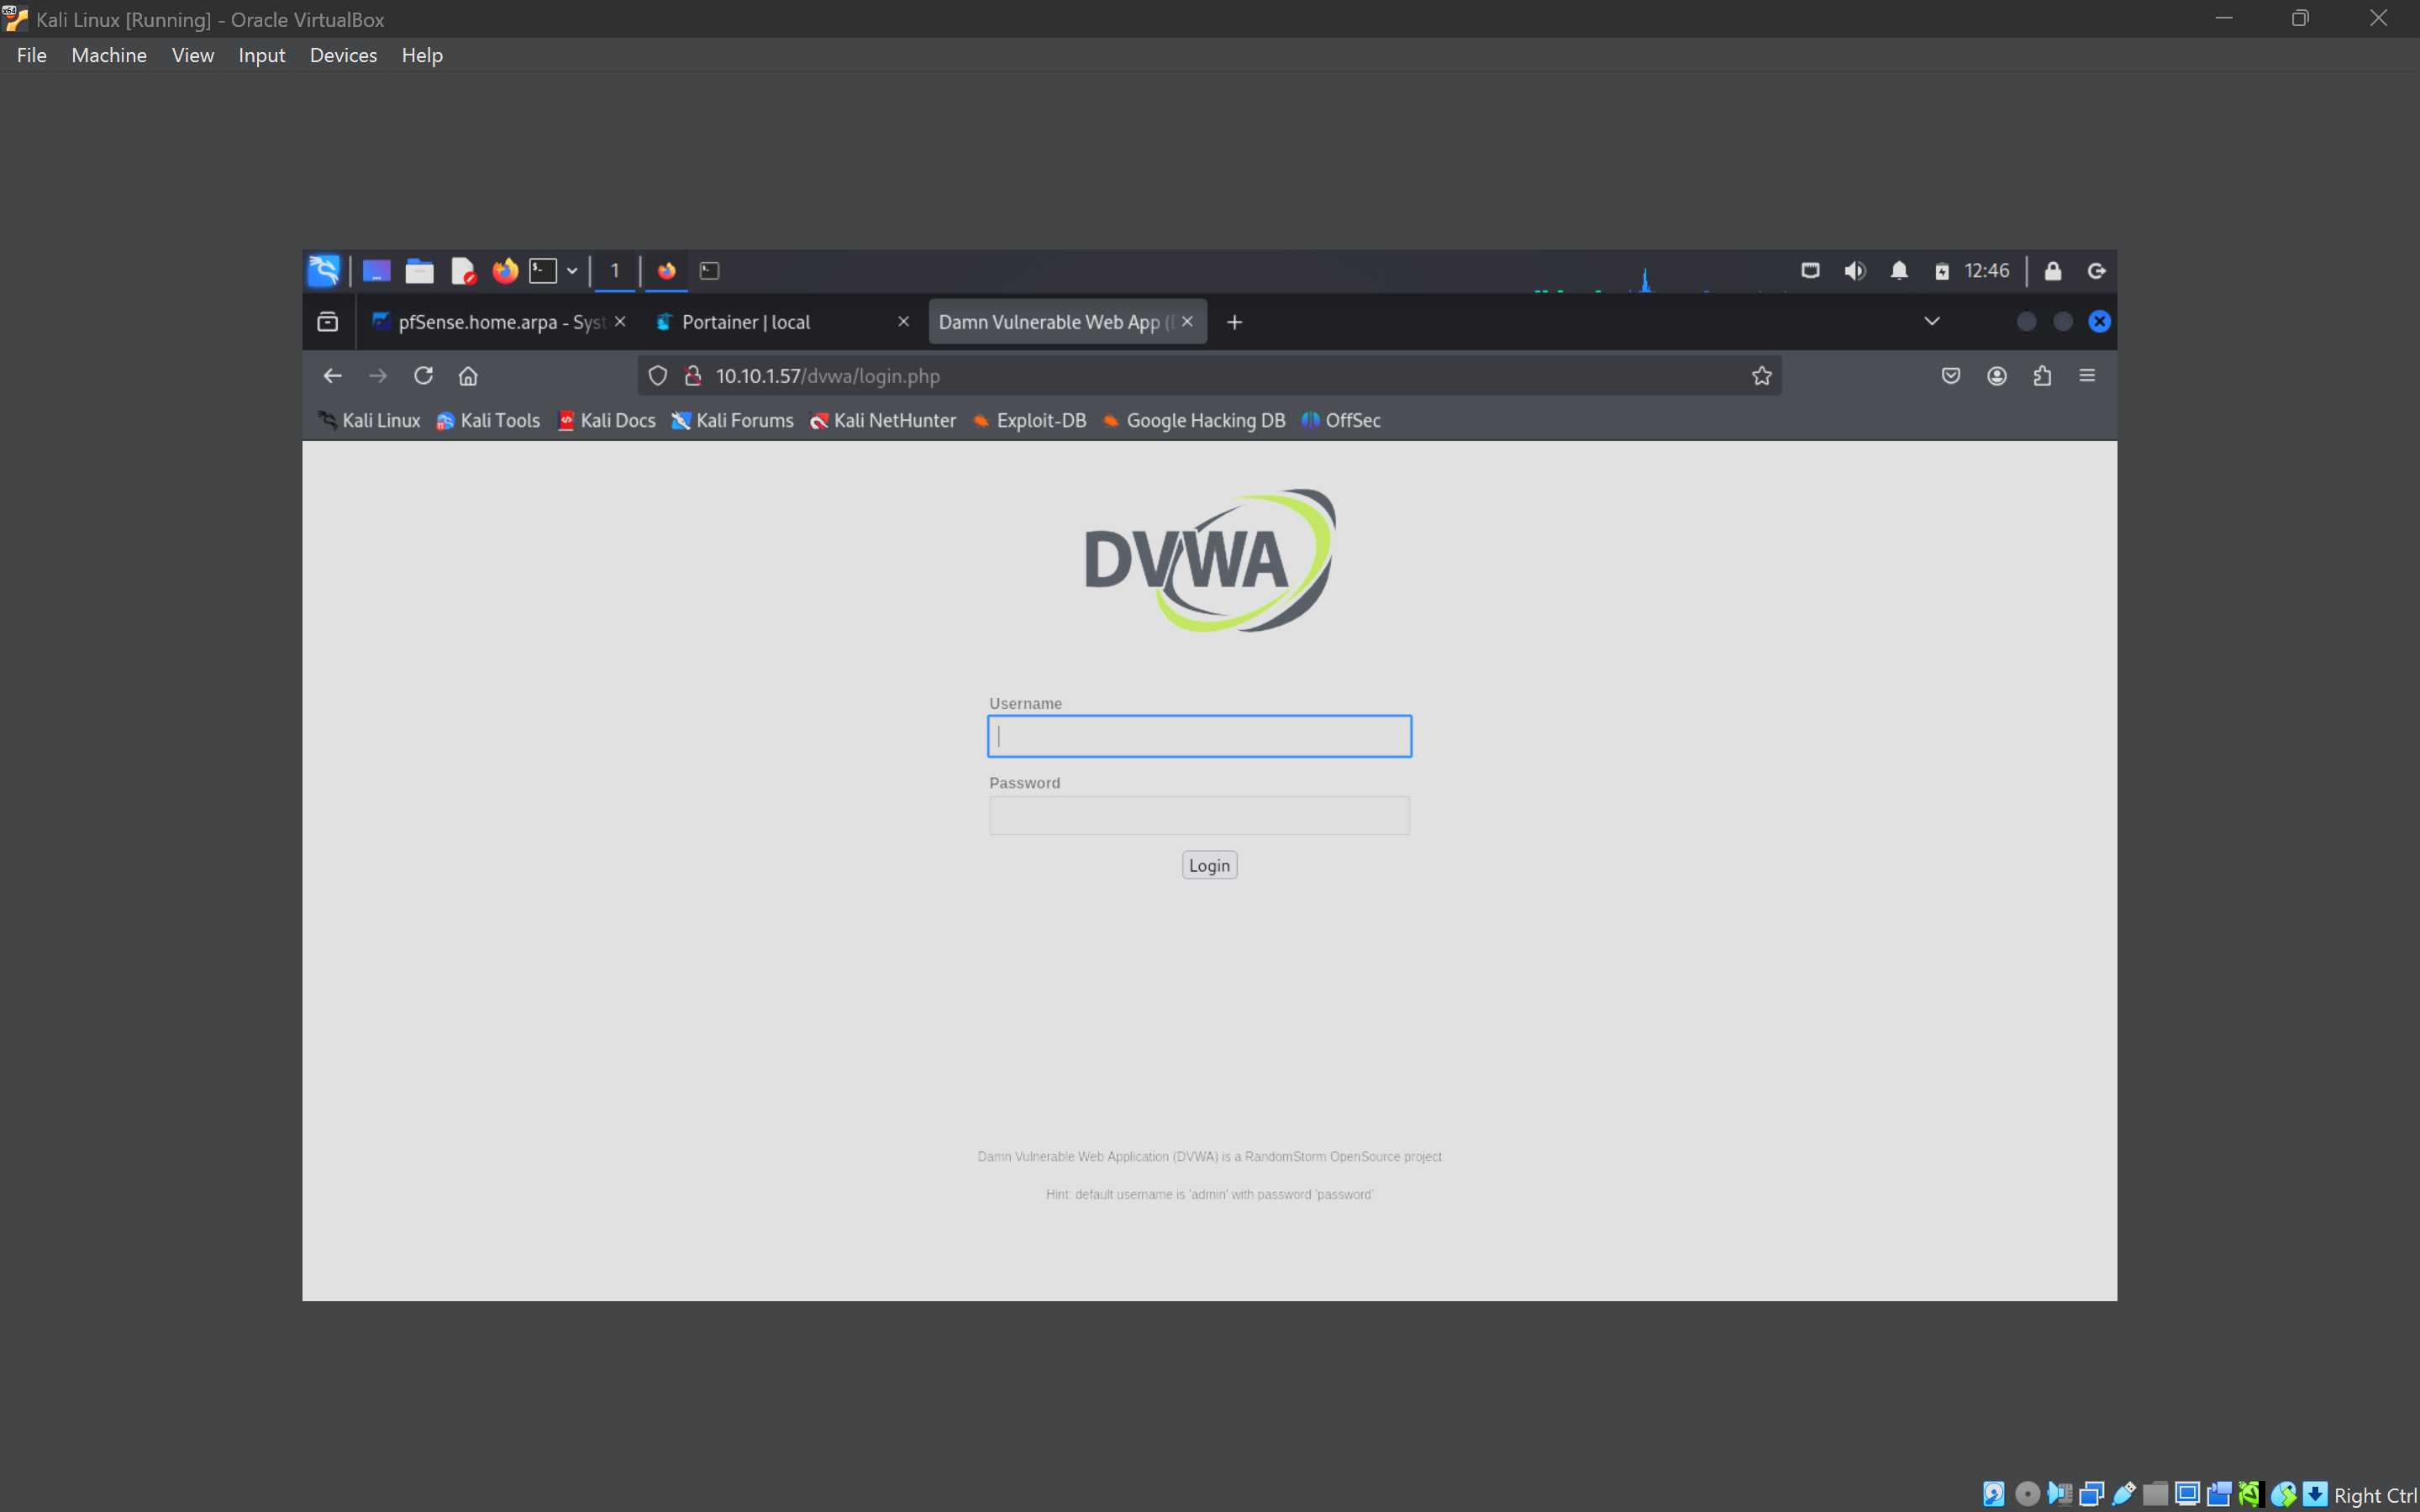 Kali Linux [Running] - Oracle VirtualBox
File Machine View Input Devices Help
1 12:46
pfSense.home.arpa - Syst Portainer | local Damn Vulnerable Web App (
10.10.1.57/dvwa/login.php
Kali Linux Kali Tools Kali Docs Kali Forums Kali NetHunter Exploit-DB Google Hacking DB OffSec
DVWA
Username
Password
Login
Damn Vulnerable Web Application (DVWA) is a RandomStorm OpenSource project
Hint: default username is 'admin' with password 'password'
Right Ctrl